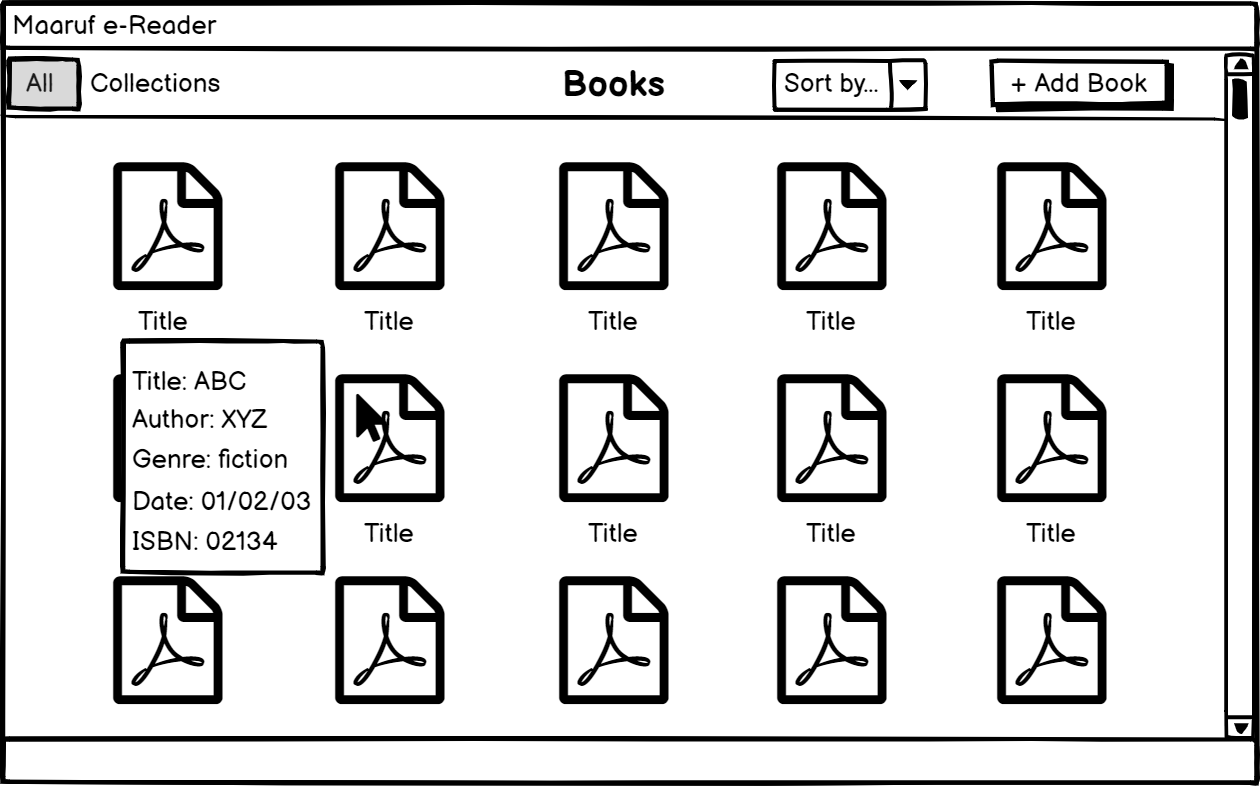 Maaruf e-Reader
All Collections Books Sort by... + Add Book
Title Title Title Title Title
Title: ABC
Author: XYZ
Genre: fiction
Date: 01/02/03
ISBN: 02134
Title Title Title Title